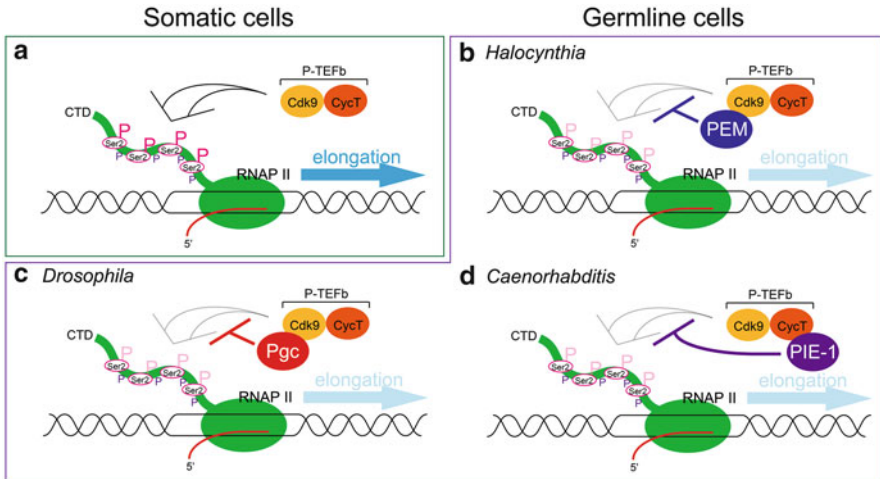 Somatic cells
Germline cells
a
P-TEFb
Cdk9 CycT
CTD
P
Ser2
P
P
Ser2
P
P
Ser2
P
P
Ser2
P
RNAP II
elongation
5'
b Halocynthia
P-TEFb
Cdk9 CycT
PEM
CTD
P
Ser2
P
P
Ser2
P
P
Ser2
P
P
Ser2
P
RNAP II
elongation
5'
c Drosophila
P-TEFb
Cdk9 CycT
Pgc
CTD
P
Ser2
P
P
Ser2
P
P
Ser2
P
P
Ser2
P
RNAP II
elongation
5'
d Caenorhabditis
P-TEFb
Cdk9 CycT
PIE-1
CTD
P
Ser2
P
P
Ser2
P
P
Ser2
P
P
Ser2
P
RNAP II
elongation
5'